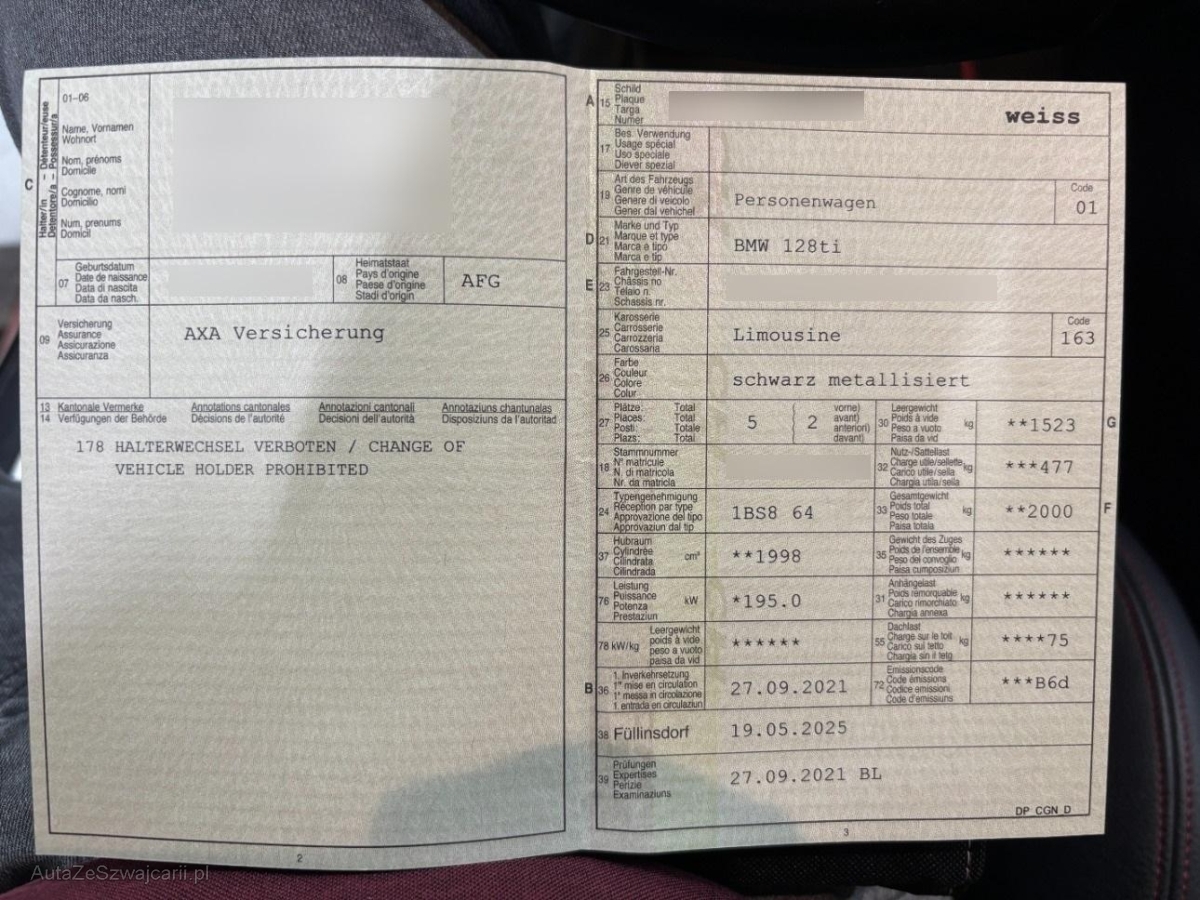 Halter/in – Détenteur/euse
Detentore/a – Possessur/a
C
01-06
Name, Vornamen
Wohnort
Nom, prénoms
Domicile
Cognome, nomi
Domicilio
Num, prenums
Domicil
07
Geburtsdatum
Date de naissance
Data di nascita
Data da nasch.
08
Heimatstaat
Pays d'origine
Paese d'origine
Stadi d'origin
AFG
09
Versicherung
Assurance
Assicurazione
Assicuranza
AXA Versicherung
13 Kantonale Vermerke Annotations cantonales Annotazioni cantonali Annotaziuns chantunalas
14 Verfügungen der Behörde Décisions de l'autorité Decisioni dell'autorità Disposiziuns da l'autoritad
178 HALTERWECHSEL VERBOTEN / CHANGE OF
VEHICLE HOLDER PROHIBITED
2
A 15
Schild
Plaque
Targa
Numer
weiss
17
Bes. Verwendung
Usage spécial
Uso speciale
Diever spezial
19
Art des Fahrzeugs
Genre de véhicule
Genere di veicolo
Gener dal vehichel
Personenwagen
Code
01
D 21
Marke und Typ
Marque et type
Marca e tipo
Marca e tip
BMW 128ti
E 23
Fahrgestell-Nr.
Châssis no
Telaio n.
Schassis nr.
25
Karosserie
Carrosserie
Carrozzeria
Carossaria
Limousine
Code
163
26
Farbe
Couleur
Colore
Colur
schwarz metallisiert
27
Plätze: Total
Places: Total
Posti: Totale
Plazs: Total
5
2
vorne)
avant)
anteriori)
davant)
30
Leergewicht
Poids à vide
Peso a vuoto
Paisa da vid
kg
**1523
G
18
Stammnummer
N° matricule
N. di matricola
Nr. da matricla
32
Nutz-/Sattellast
Charge utile/sellette
Carico utile/sella
Chargia utila/sella
kg
***477
24
Typengenehmigung
Réception par type
Approvazione del tipo
Approvaziun dal tip
1BS8 64
33
Gesamtgewicht
Poids total
Peso totale
Paisa totala
kg
**2000
F
37
Hubraum
Cylindrée
Cilindrata
Cilindrada
cm³
**1998
35
Gewicht des Zuges
Poids de l'ensemble
Peso del convoglio
Paisa cumposiziun
kg
******
76
Leistung
Puissance
Potenza
Prestaziun
kW
*195.0
31
Anhängelast
Poids remorquable
Carico rimorchiato
Chargia annexa
kg
******
78 kW/kg
Leergewicht
poids à vide
peso a vuoto
paisa da vid
******
55
Dachlast
Charge sur le toit
Carico sul tetto
Chargia sin il tetg
kg
****75
B 36
1. Inverkehrsetzung
1re mise en circulation
1a messa in circolazione
1. entrada en circulaziun
27.09.2021
72
Emissionscode
Code émissions
Codice emissioni
Code d'emissiuns
***B6d
38 Füllinsdorf
19.05.2025
39
Prüfungen
Expertises
Perizie
Examinaziuns
27.09.2021 BL
DP CGN D
3
AutaZeSzwajcarii.pl